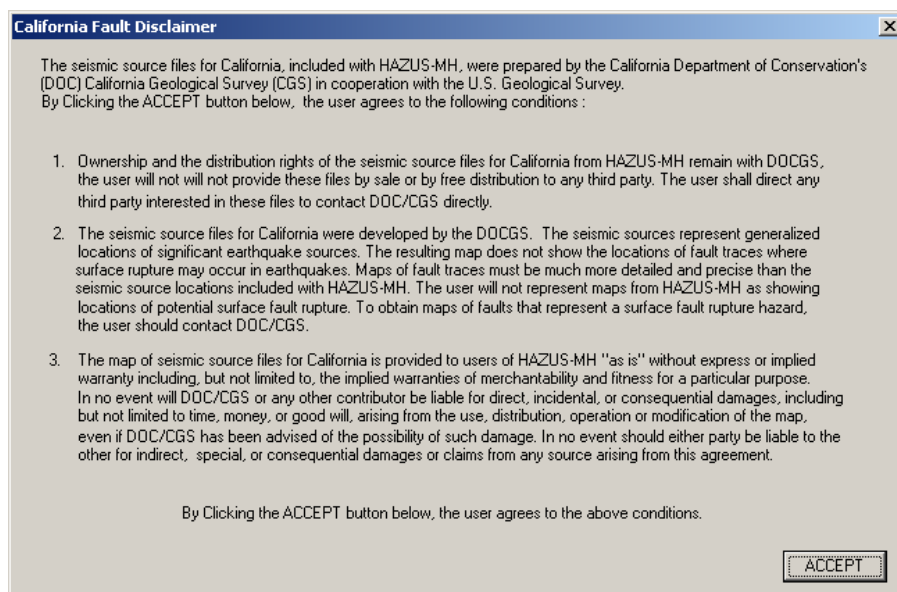 California Fault Disclaimer
The seismic source files for California, included with HAZUS-MH, were prepared by the California Department of Conservation's
(DOC) California Geological Survey (CGS) in cooperation with the U.S. Geological Survey.
By Clicking the ACCEPT button below, the user agrees to the following conditions :
1. Ownership and the distribution rights of the seismic source files for California from HAZUS-MH remain with DOCGS,
the user will not will not provide these files by sale or by free distribution to any third party. The user shall direct any
third party interested in these files to contact DOC/CGS directly.
2. The seismic source files for California were developed by the DOCGS. The seismic sources represent generalized
locations of significant earthquake sources. The resulting map does not show the locations of fault traces where
surface rupture may occur in earthquakes. Maps of fault traces must be much more detailed and precise than the
seismic source locations included with HAZUS-MH. The user will not represent maps from HAZUS-MH as showing
locations of potential surface fault rupture. To obtain maps of faults that represent a surface fault rupture hazard,
the user should contact DOC/CGS.
3. The map of seismic source files for California is provided to users of HAZUS-MH "as is" without express or implied
warranty including, but not limited to, the implied warranties of merchantability and fitness for a particular purpose.
In no event will DOC/CGS or any other contributor be liable for direct, incidental, or consequential damages, including
but not limited to time, money, or good will, arising from the use, distribution, operation or modification of the map,
even if DOC/CGS has been advised of the possibility of such damage. In no event should either party be liable to the
other for indirect, special, or consequential damages or claims from any source arising from this agreement.
By Clicking the ACCEPT button below, the user agrees to the above conditions.
ACCEPT